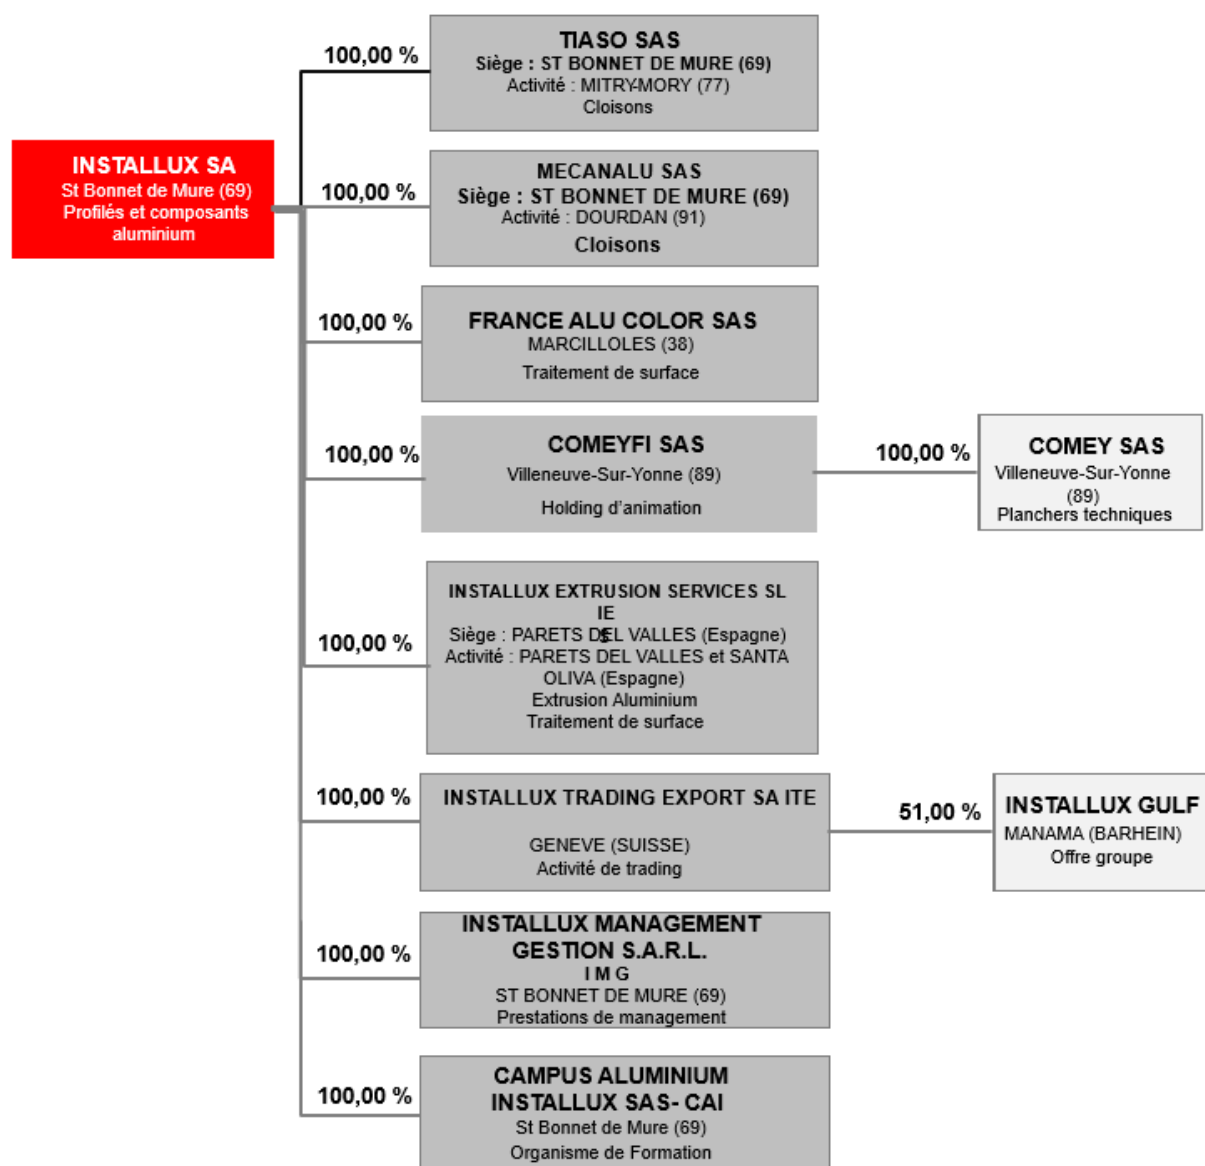 100,00 %
TIASO SAS
Siège : ST BONNET DE MURE (69)
Activité : MITRY-MORY (77)
Cloisons
INSTALLUX SA
St Bonnet de Mure (69)
Profilés et composants
aluminium
100,00 %
MECANALU SAS
Siège : ST BONNET DE MURE (69)
Activité : DOURDAN (91)
Cloisons
100,00 %
FRANCE ALU COLOR SAS
MARCILLOLES (38)
Traitement de surface
100,00 %
COMEYFI SAS
Villeneuve-Sur-Yonne (89)
Holding d'animation
100,00 %
COMEY SAS
Villeneuve-Sur-Yonne
(89)
Planchers techniques
100,00 %
INSTALLUX EXTRUSION SERVICES SL
IE
S
Siège : PARETS DEL VALLES (Espagne)
Activité : PARETS DEL VALLES et SANTA
OLIVA (Espagne)
Extrusion Aluminium
Traitement de surface
100,00 %
INSTALLUX TRADING EXPORT SA ITE
GENEVE (SUISSE)
Activité de trading
51,00 %
INSTALLUX GULF
MANAMA (BARHEIN)
Offre groupe
100,00 %
INSTALLUX MANAGEMENT
GESTION S.A.R.L.
I M G
ST BONNET DE MURE (69)
Prestations de management
100,00 %
CAMPUS ALUMINIUM
INSTALLUX SAS- CAI
St Bonnet de Mure (69)
Organisme de Formation